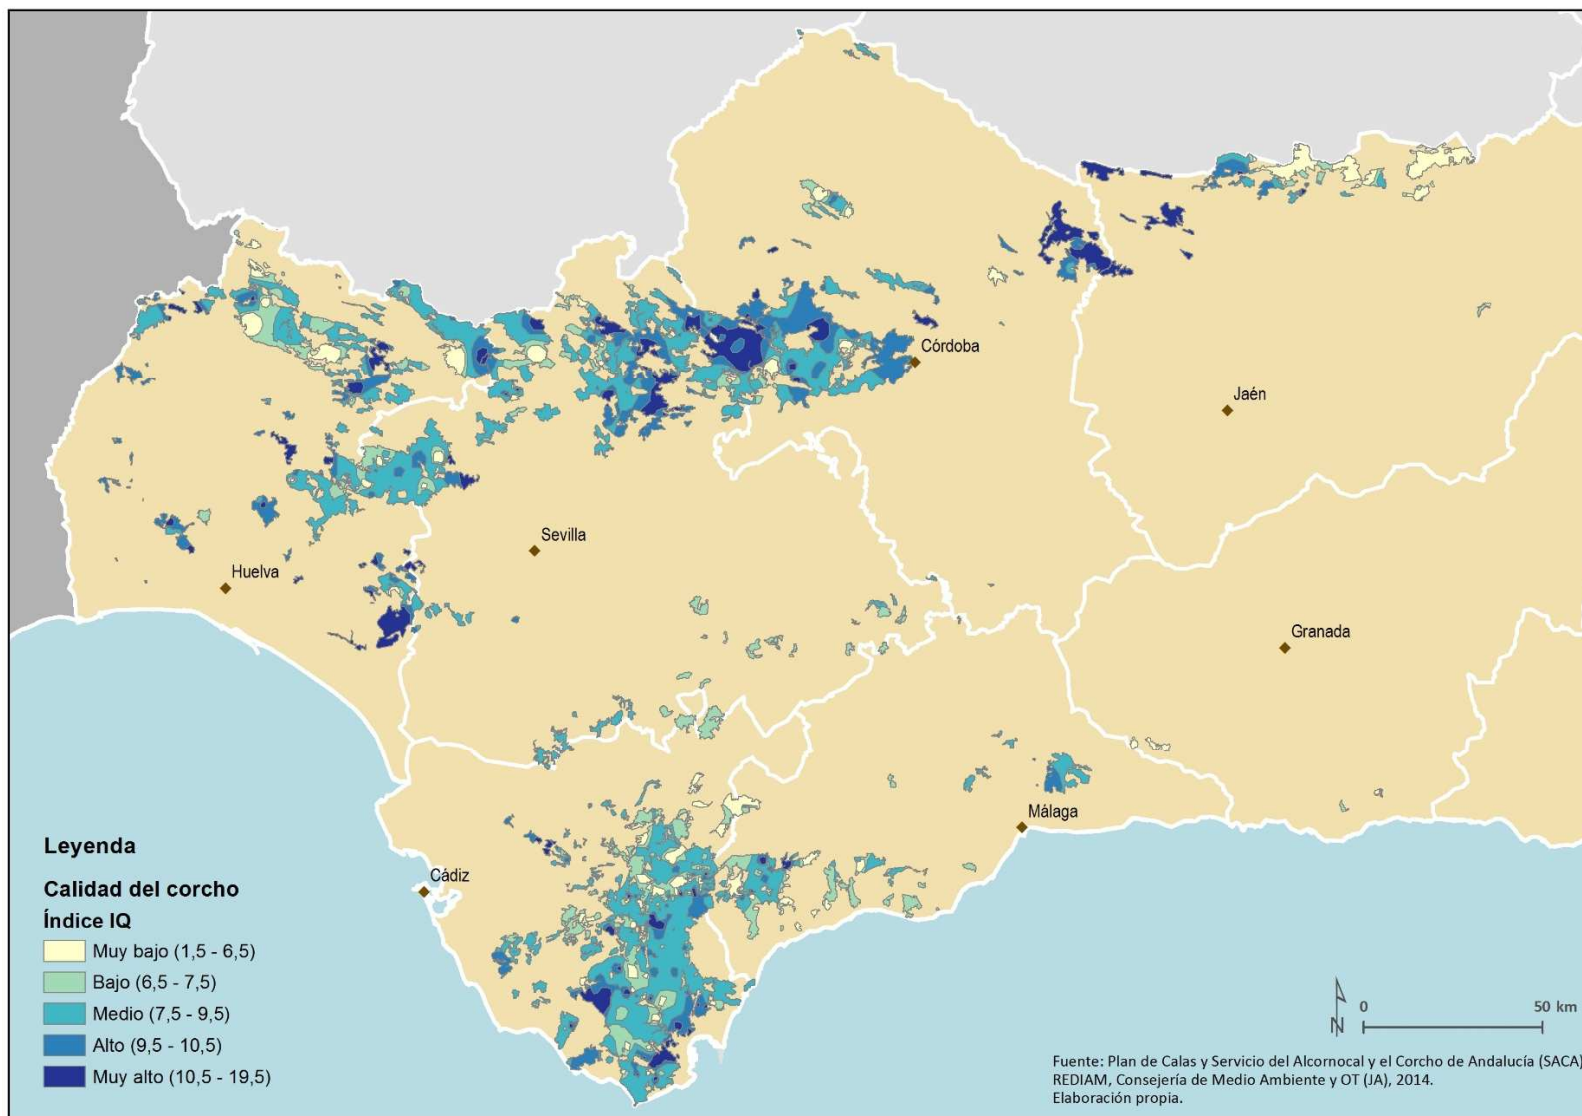 Córdoba
Jaén
Sevilla
Huelva
Granada
Málaga
Cádiz
Leyenda
Calidad del corcho
Índice IQ
Muy bajo (1,5 - 6,5)
Bajo (6,5 - 7,5)
Medio (7,5 - 9,5)
Alto (9,5 - 10,5)
Muy alto (10,5 - 19,5)
N
0 50 km
Fuente: Plan de Calas y Servicio del Alcornocal y el Corcho de Andalucía (SACA)
REDIAM, Consejería de Medio Ambiente y OT (JA), 2014.
Elaboración propia.